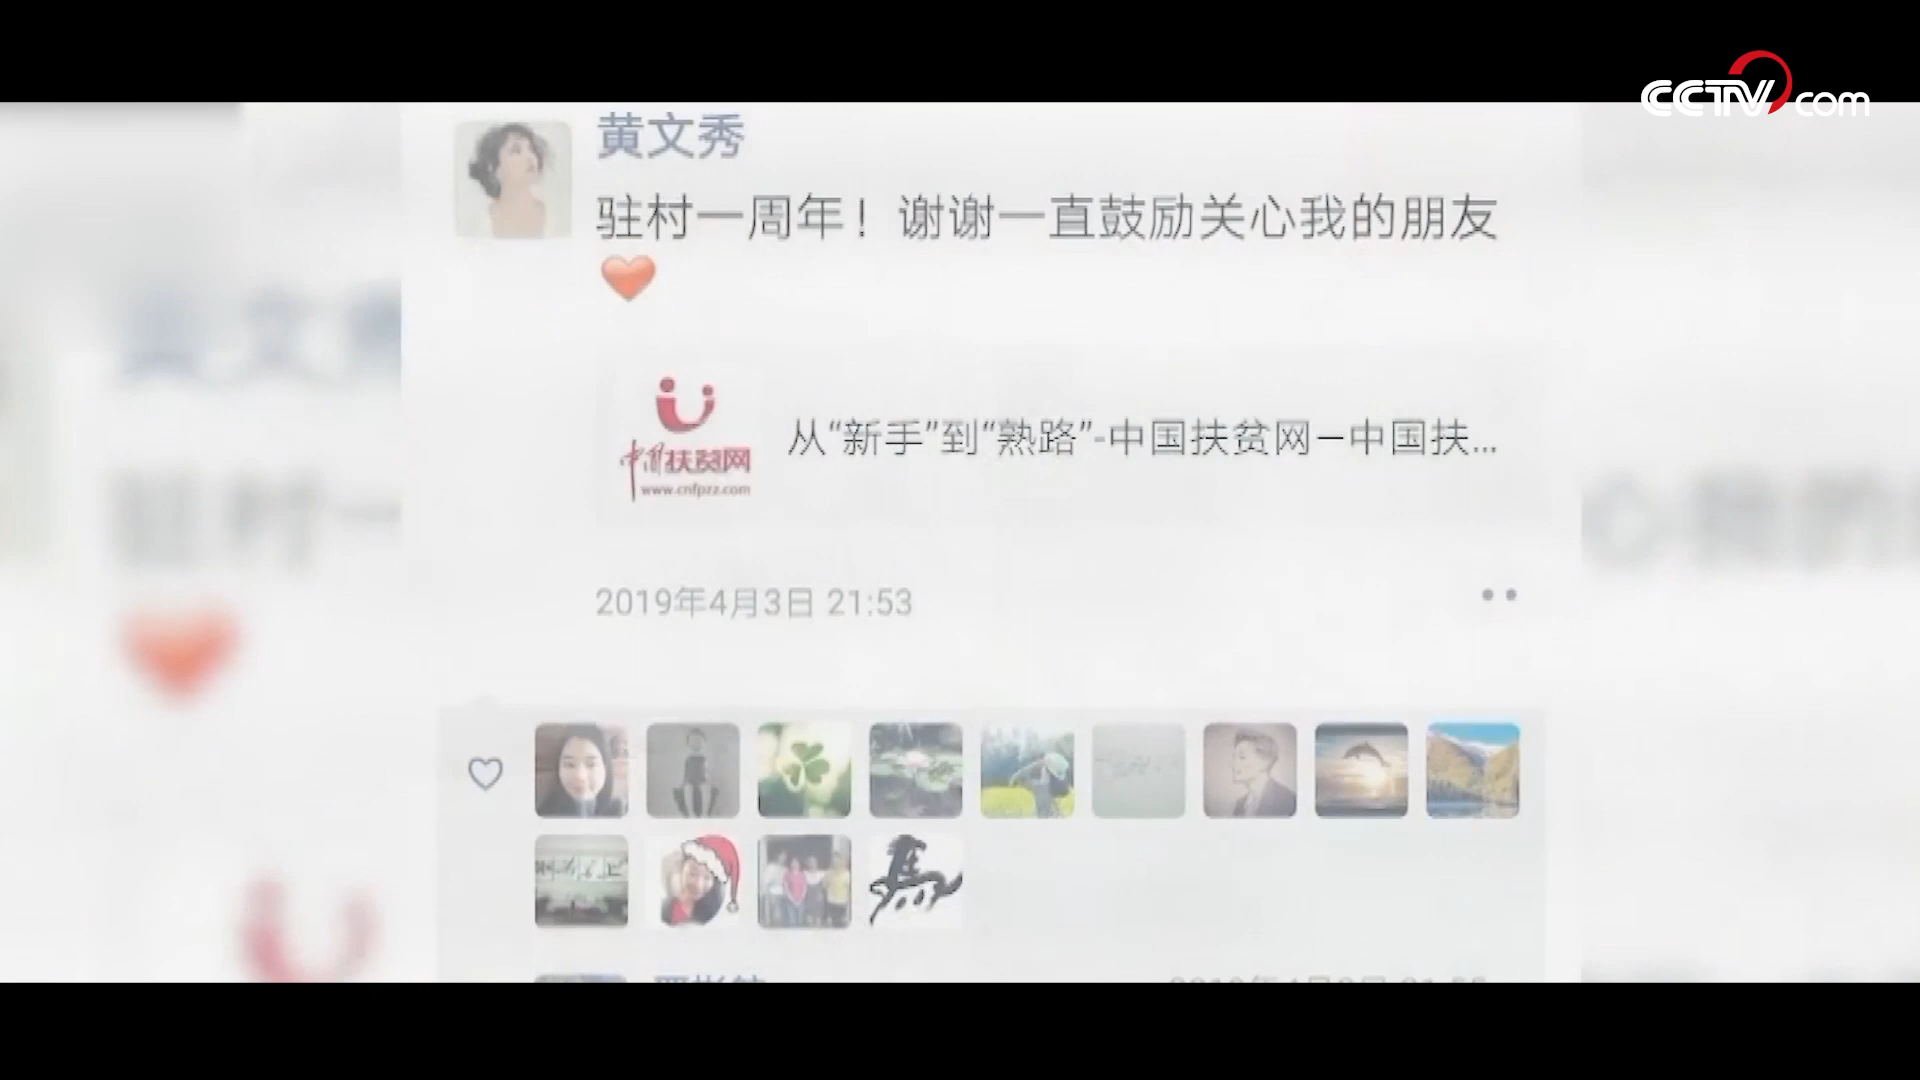 CCTV.com
黄文秀
驻村一周年！谢谢一直鼓励关心我的朋友
从“新手”到“熟路”-中国扶贫网—中国扶...
中国扶贫网
www.cnfpzz.com
2019年4月3日 21:53